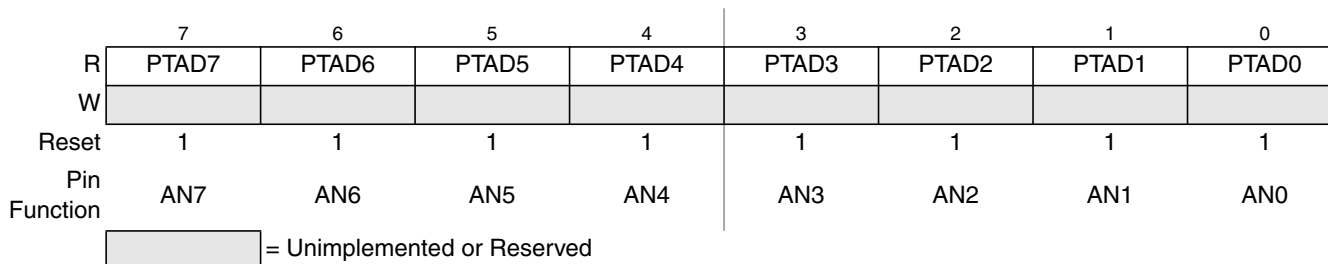 7 6 5 4 3 2 1 0
R PTAD7 PTAD6 PTAD5 PTAD4 PTAD3 PTAD2 PTAD1 PTAD0
W
Reset 1 1 1 1 1 1 1 1
Pin
Function AN7 AN6 AN5 AN4 AN3 AN2 AN1 AN0
= Unimplemented or Reserved